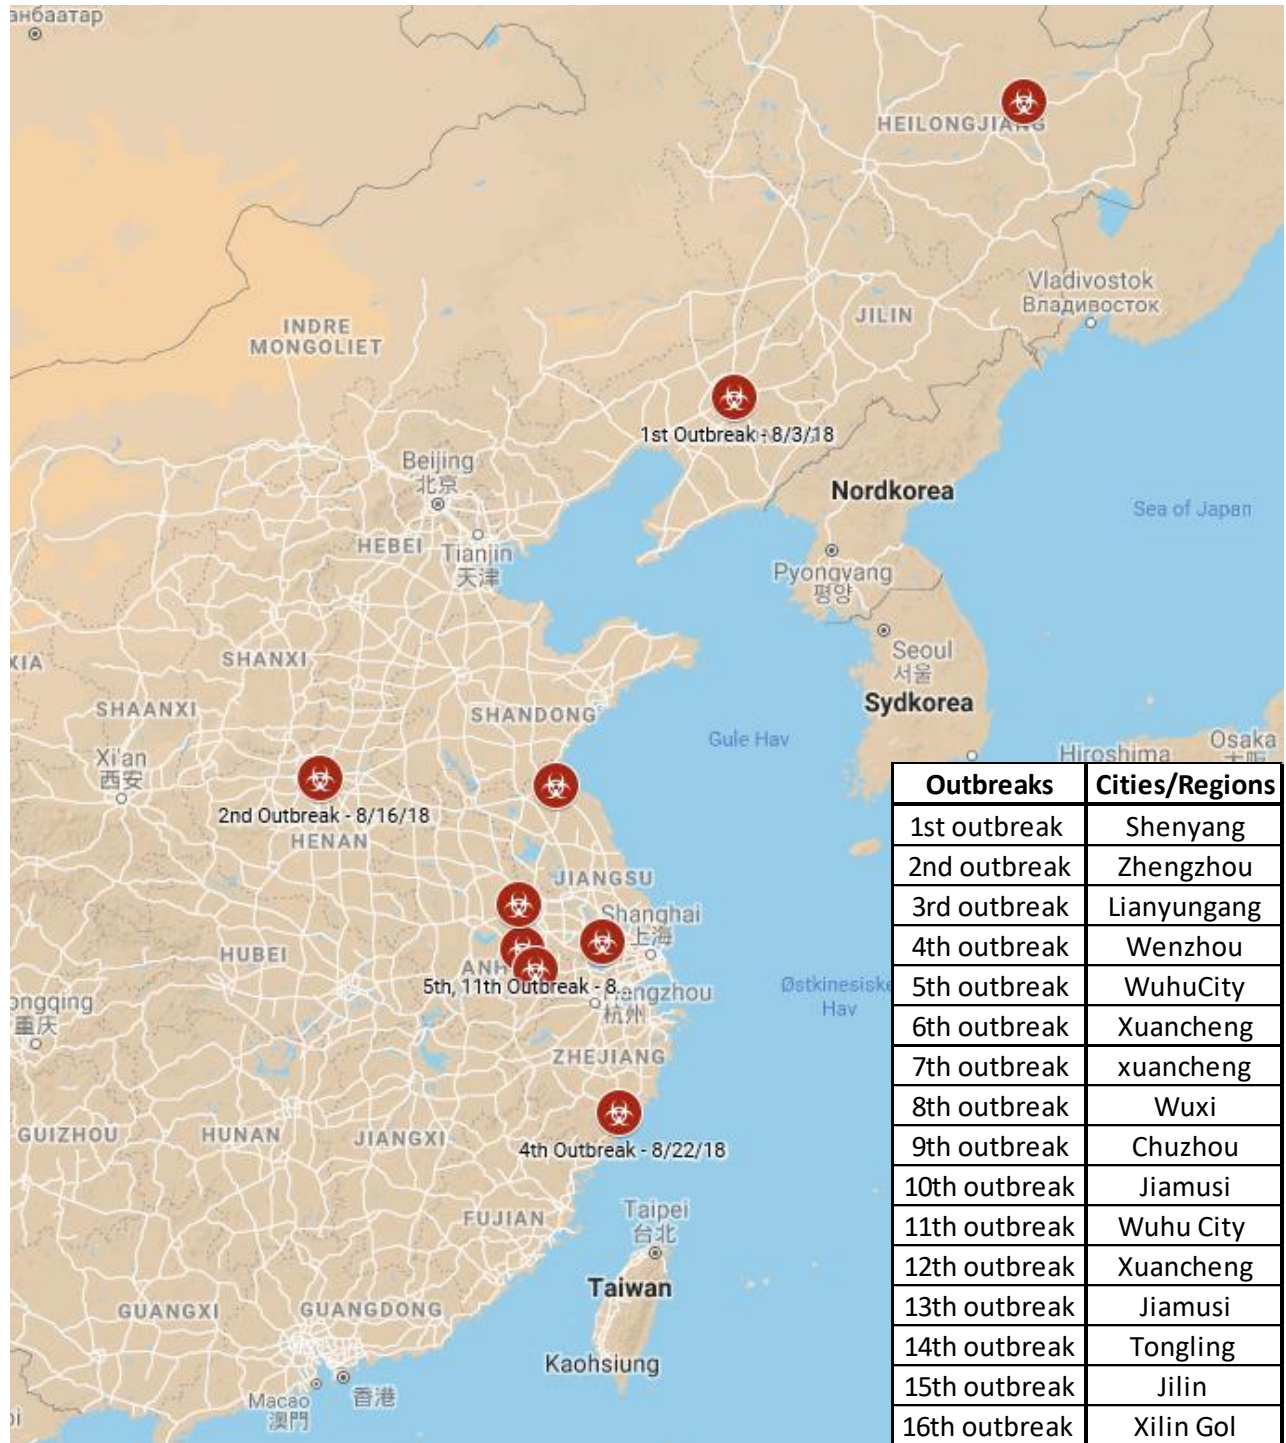 анбаатар
HEILONGJIANG
Vladivostok
Владивосток
JILIN
INDRE
MONGOLIET
1st Outbreak - 8/3/18
Beijing
北京
Nordkorea
Sea of Japan
HEBEI
Tianjin
天津
Pyongyang
평양
Seoul
서울
XIA
SHANXI
Sydkorea
SHAANXI
SHANDONG
Gule Hav
Xi'an
西安
Hiroshima
Osaka
2nd Outbreak - 8/16/18
HENAN
JIANGSU
Shanghai
上海
HUBEI
ANH
5th, 11th Outbreak - 8...
Hangzhou
杭州
Østkinesiske
Hav
ongqing
重庆
ZHEJIANG
GUIZHOU
HUNAN
JIANGXI
4th Outbreak - 8/22/18
FUJIAN
Taipei
台北
Taiwan
GUANGXI
GUANGDONG
Kaohsiung
Macao
澳門
香港
Outbreaks Cities/Regions
1st outbreak Shenyang
2nd outbreak Zhengzhou
3rd outbreak Lianyungang
4th outbreak Wenzhou
5th outbreak WuhuCity
6th outbreak Xuancheng
7th outbreak xuancheng
8th outbreak Wuxi
9th outbreak Chuzhou
10th outbreak Jiamusi
11th outbreak Wuhu City
12th outbreak Xuancheng
13th outbreak Jiamusi
14th outbreak Tongling
15th outbreak Jilin
16th outbreak Xilin Gol